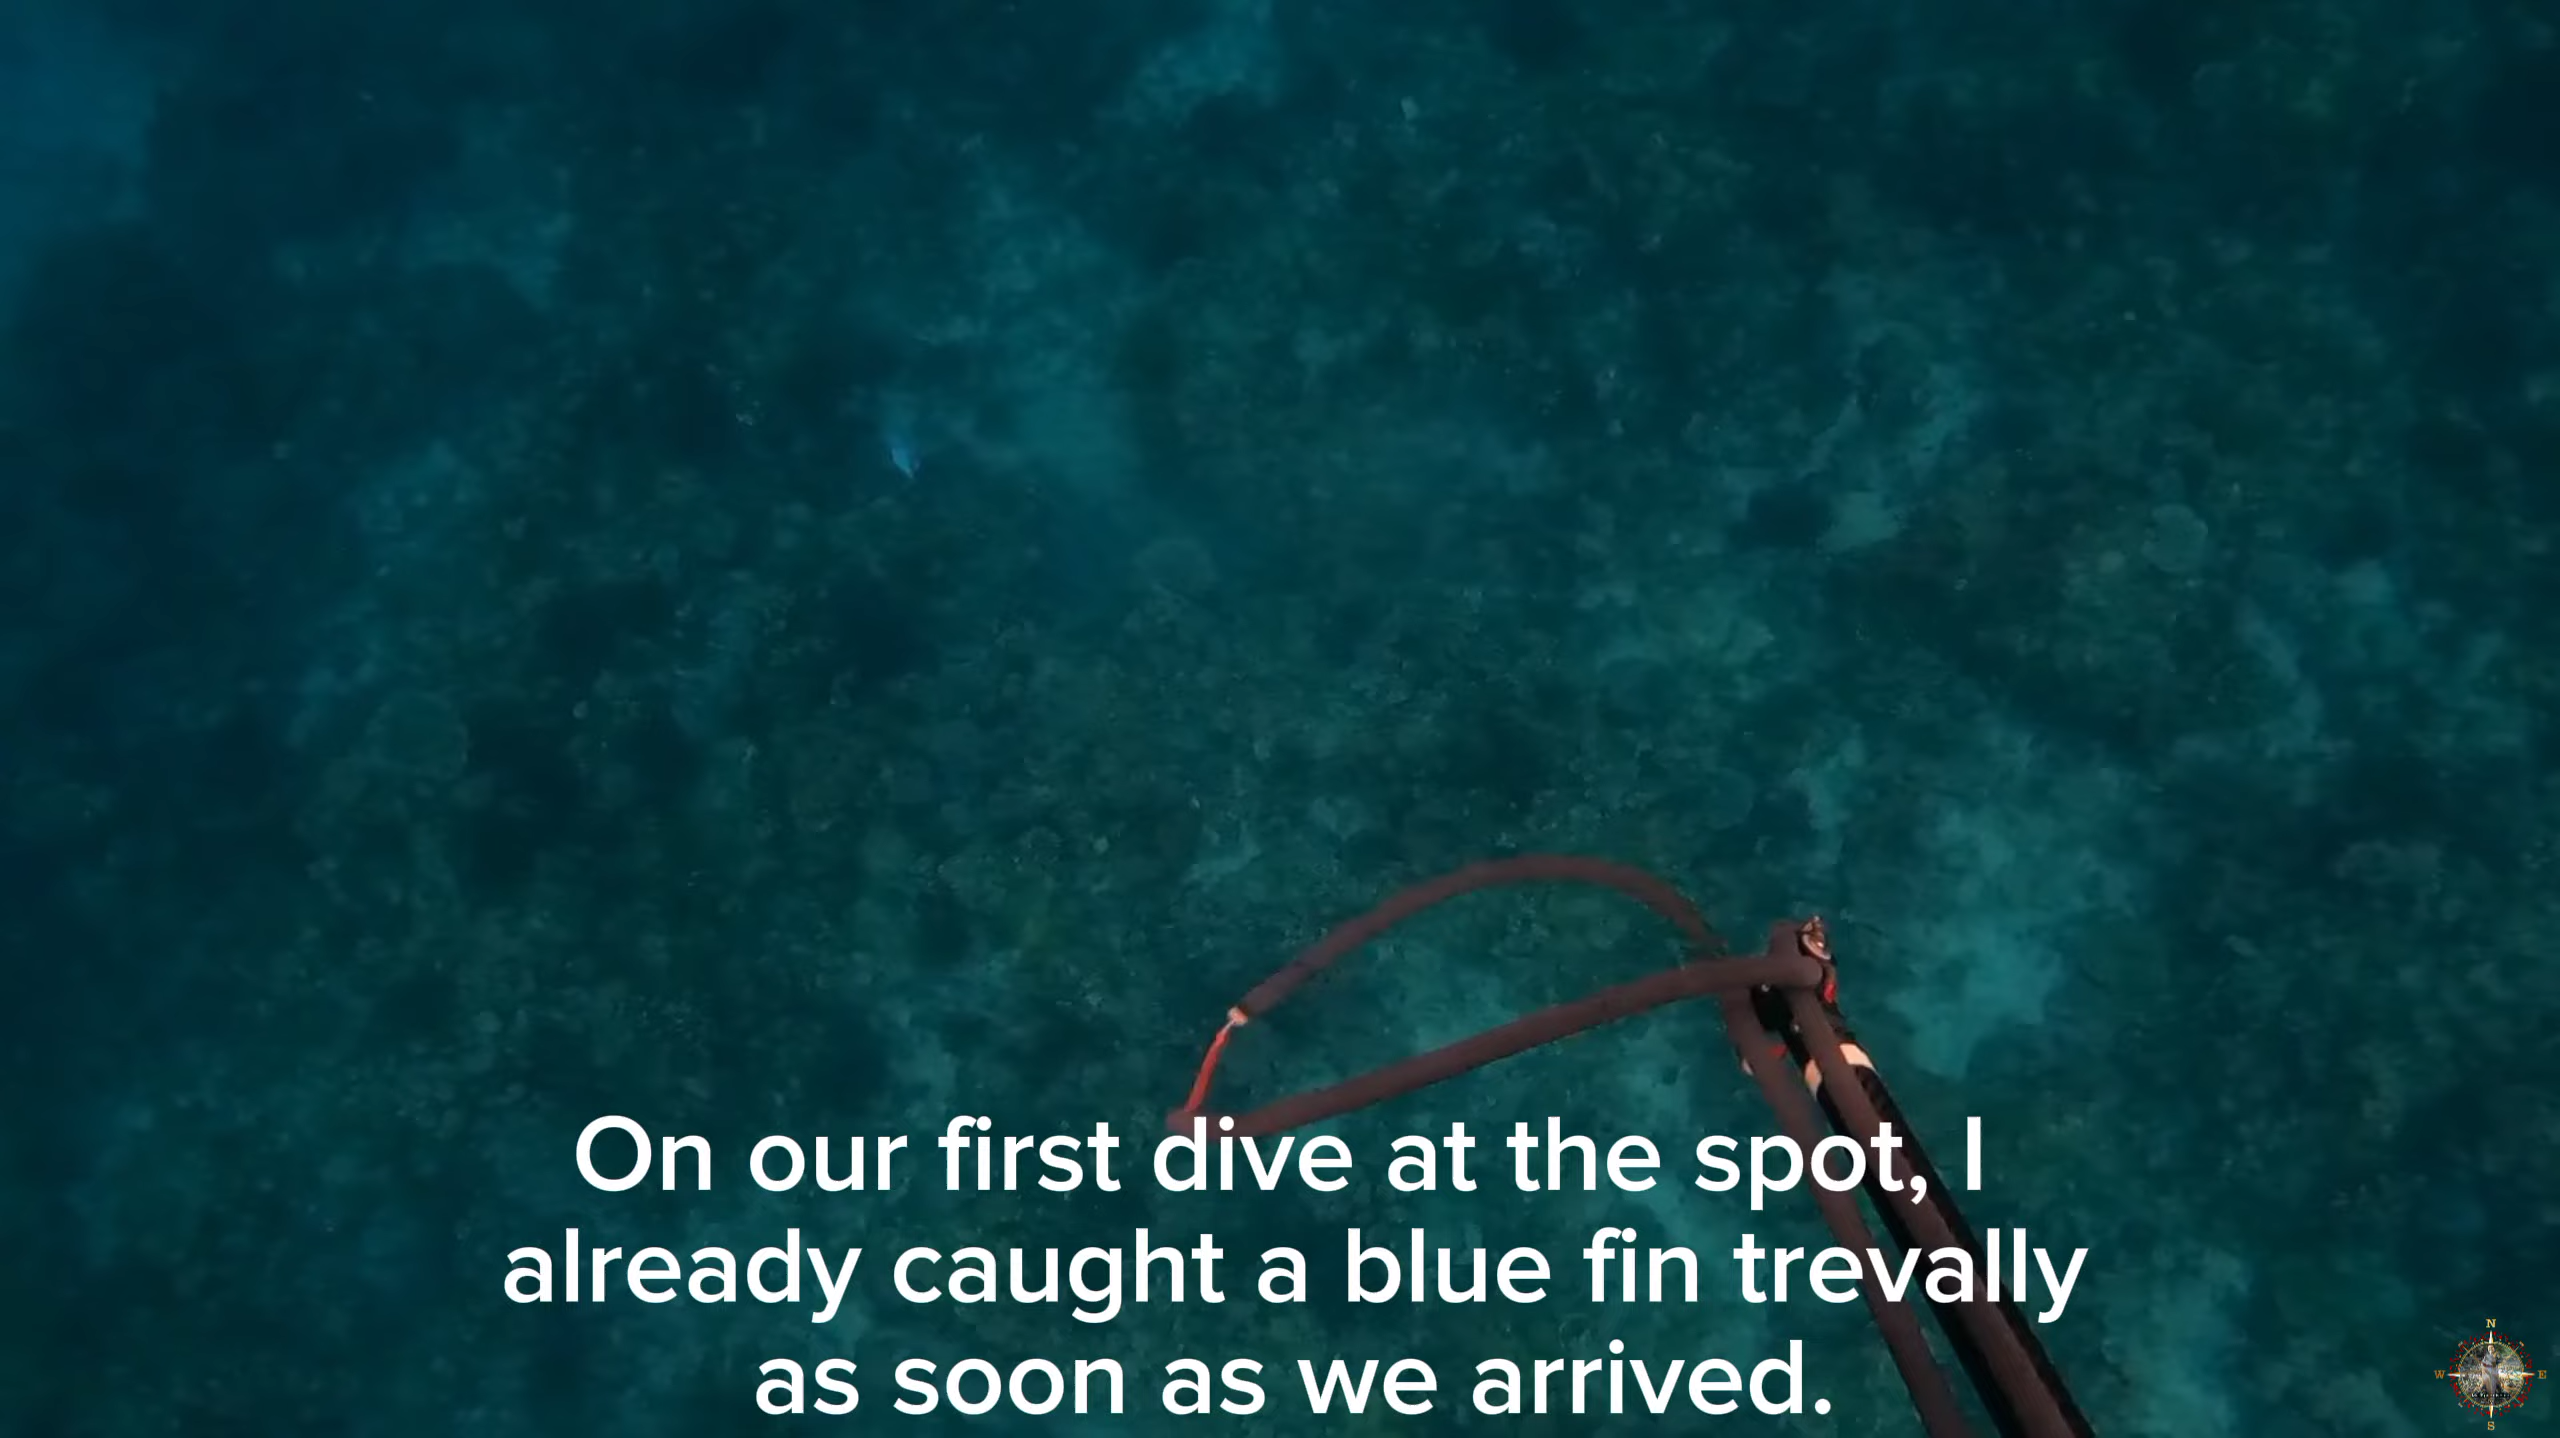 On our first dive at the spot, I
already caught a blue fin trevally
as soon as we arrived.
N
W
E
S